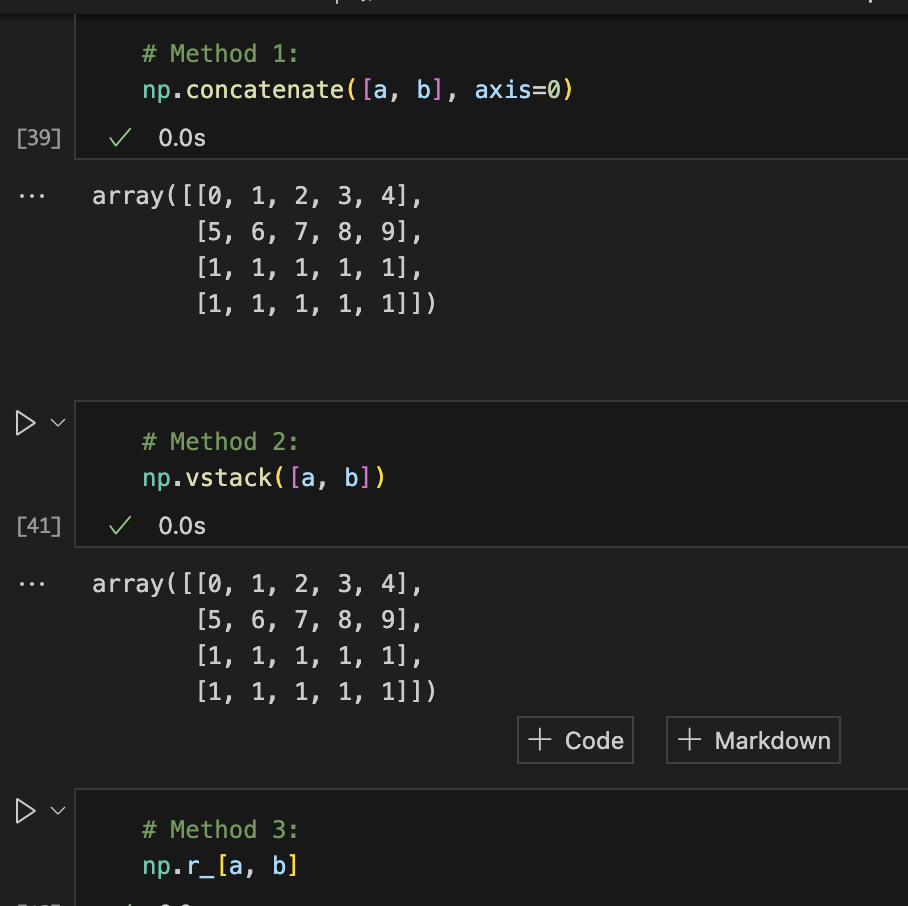 # Method 1:
np.concatenate([a, b], axis=0)
[39] ✓ 0.0s
... array([[0, 1, 2, 3, 4],
[5, 6, 7, 8, 9],
[1, 1, 1, 1, 1],
[1, 1, 1, 1, 1]])
# Method 2:
np.vstack([a, b])
[41] ✓ 0.0s
... array([[0, 1, 2, 3, 4],
[5, 6, 7, 8, 9],
[1, 1, 1, 1, 1],
[1, 1, 1, 1, 1]])
+ Code + Markdown
# Method 3:
np.r_[a, b]